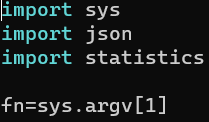 import sys
import json
import statistics
fn=sys.argv[1]